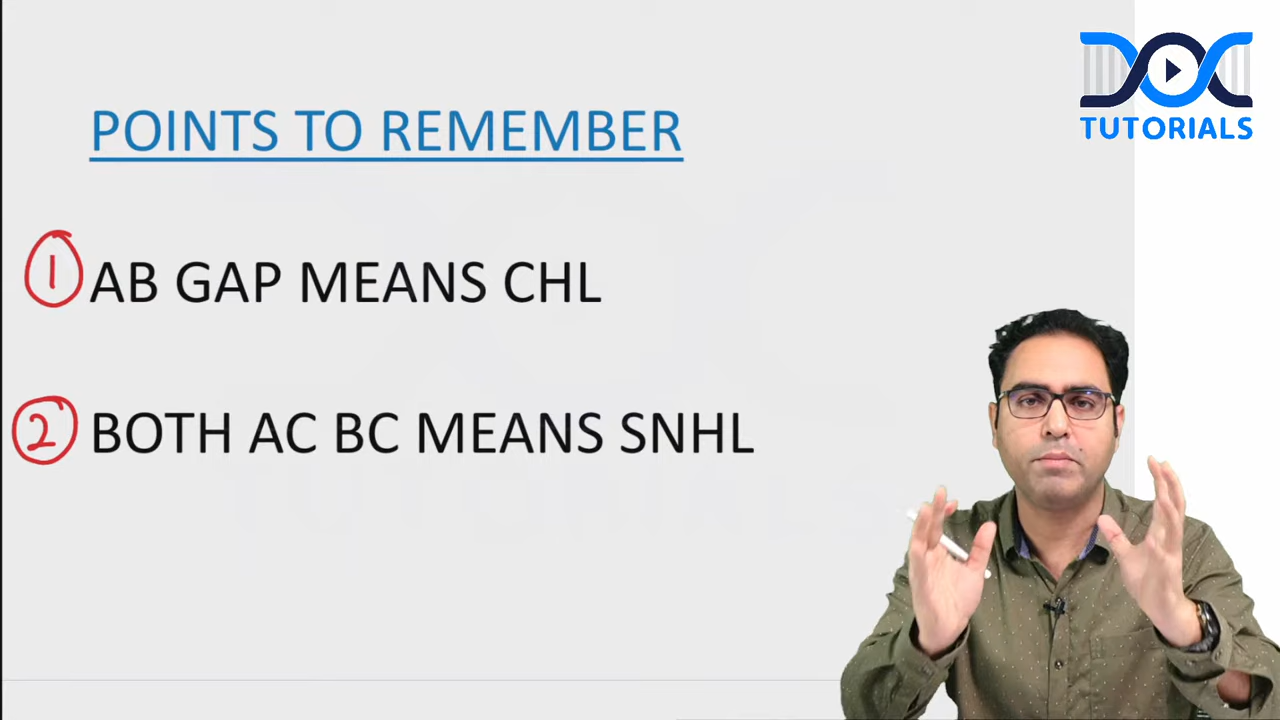 POINTS TO REMEMBER
1 AB GAP MEANS CHL
2 BOTH AC BC MEANS SNHL
DOC
TUTORIALS